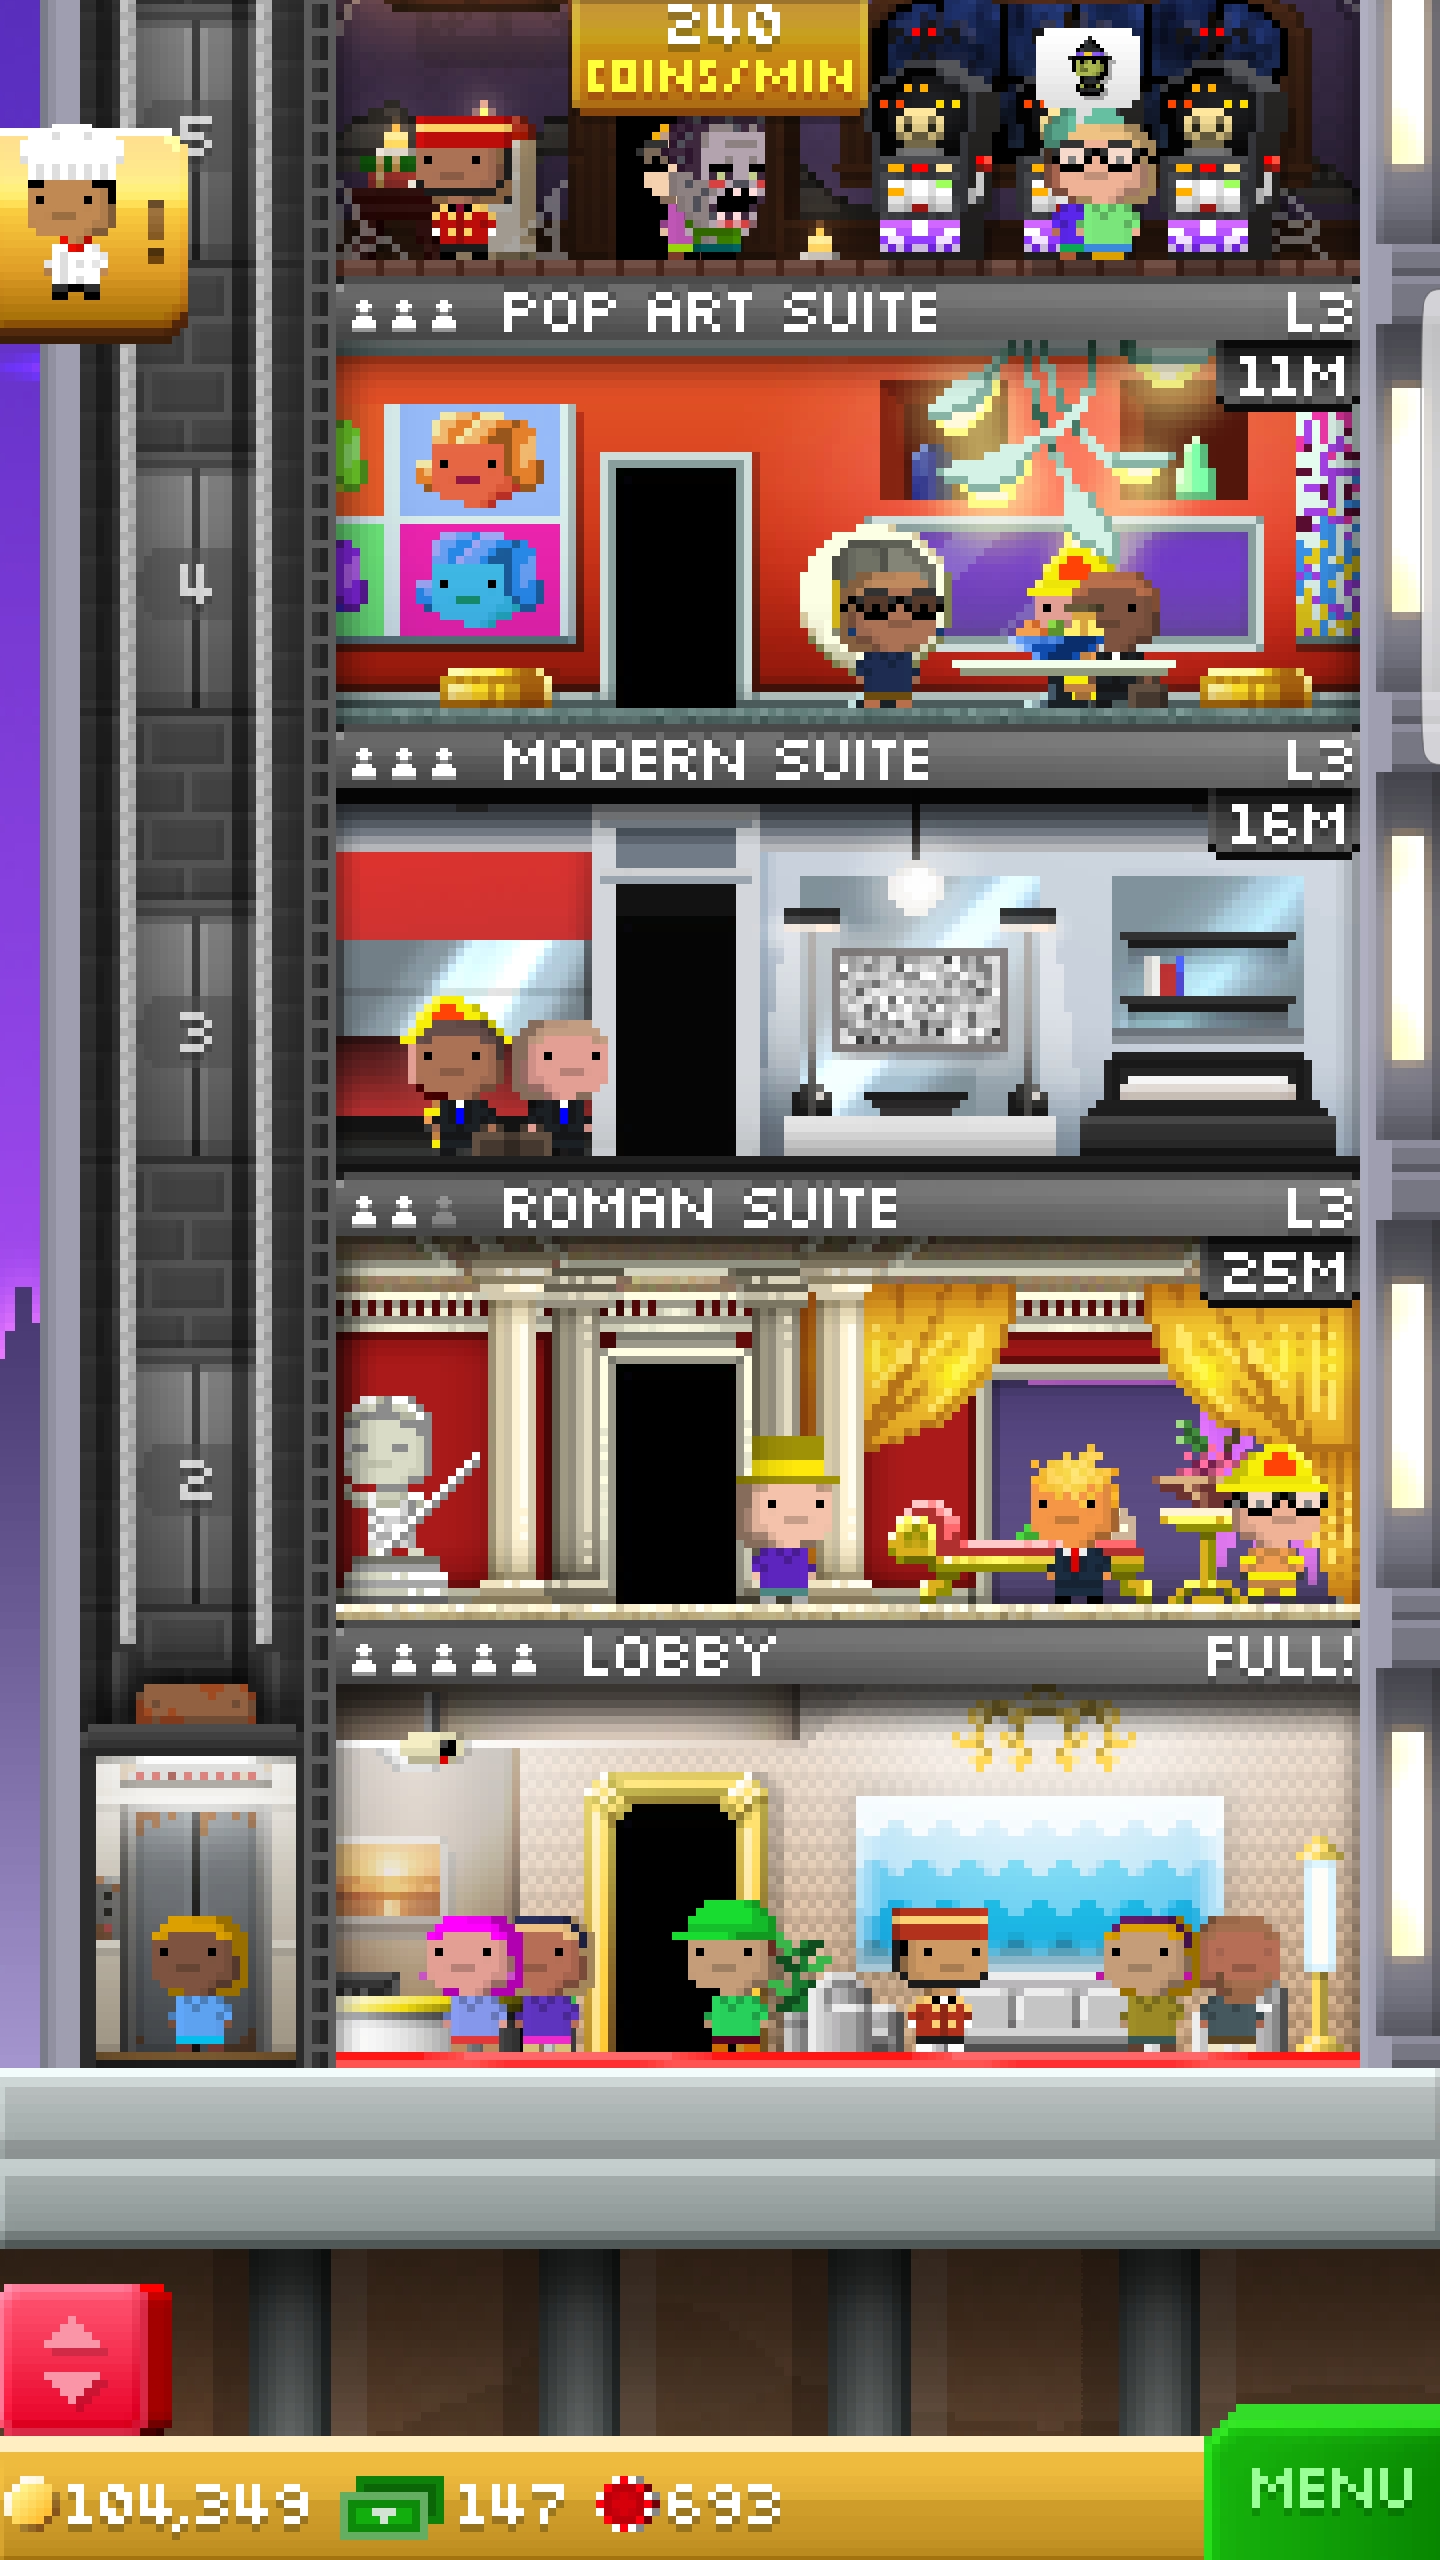 240
COINS/MIN
5
!
POP ART SUITE L3
11M
4
MODERN SUITE L3
16M
3
ROMAN SUITE L3
25M
2
LOBBY FULL!
104,349 147 693
MENU